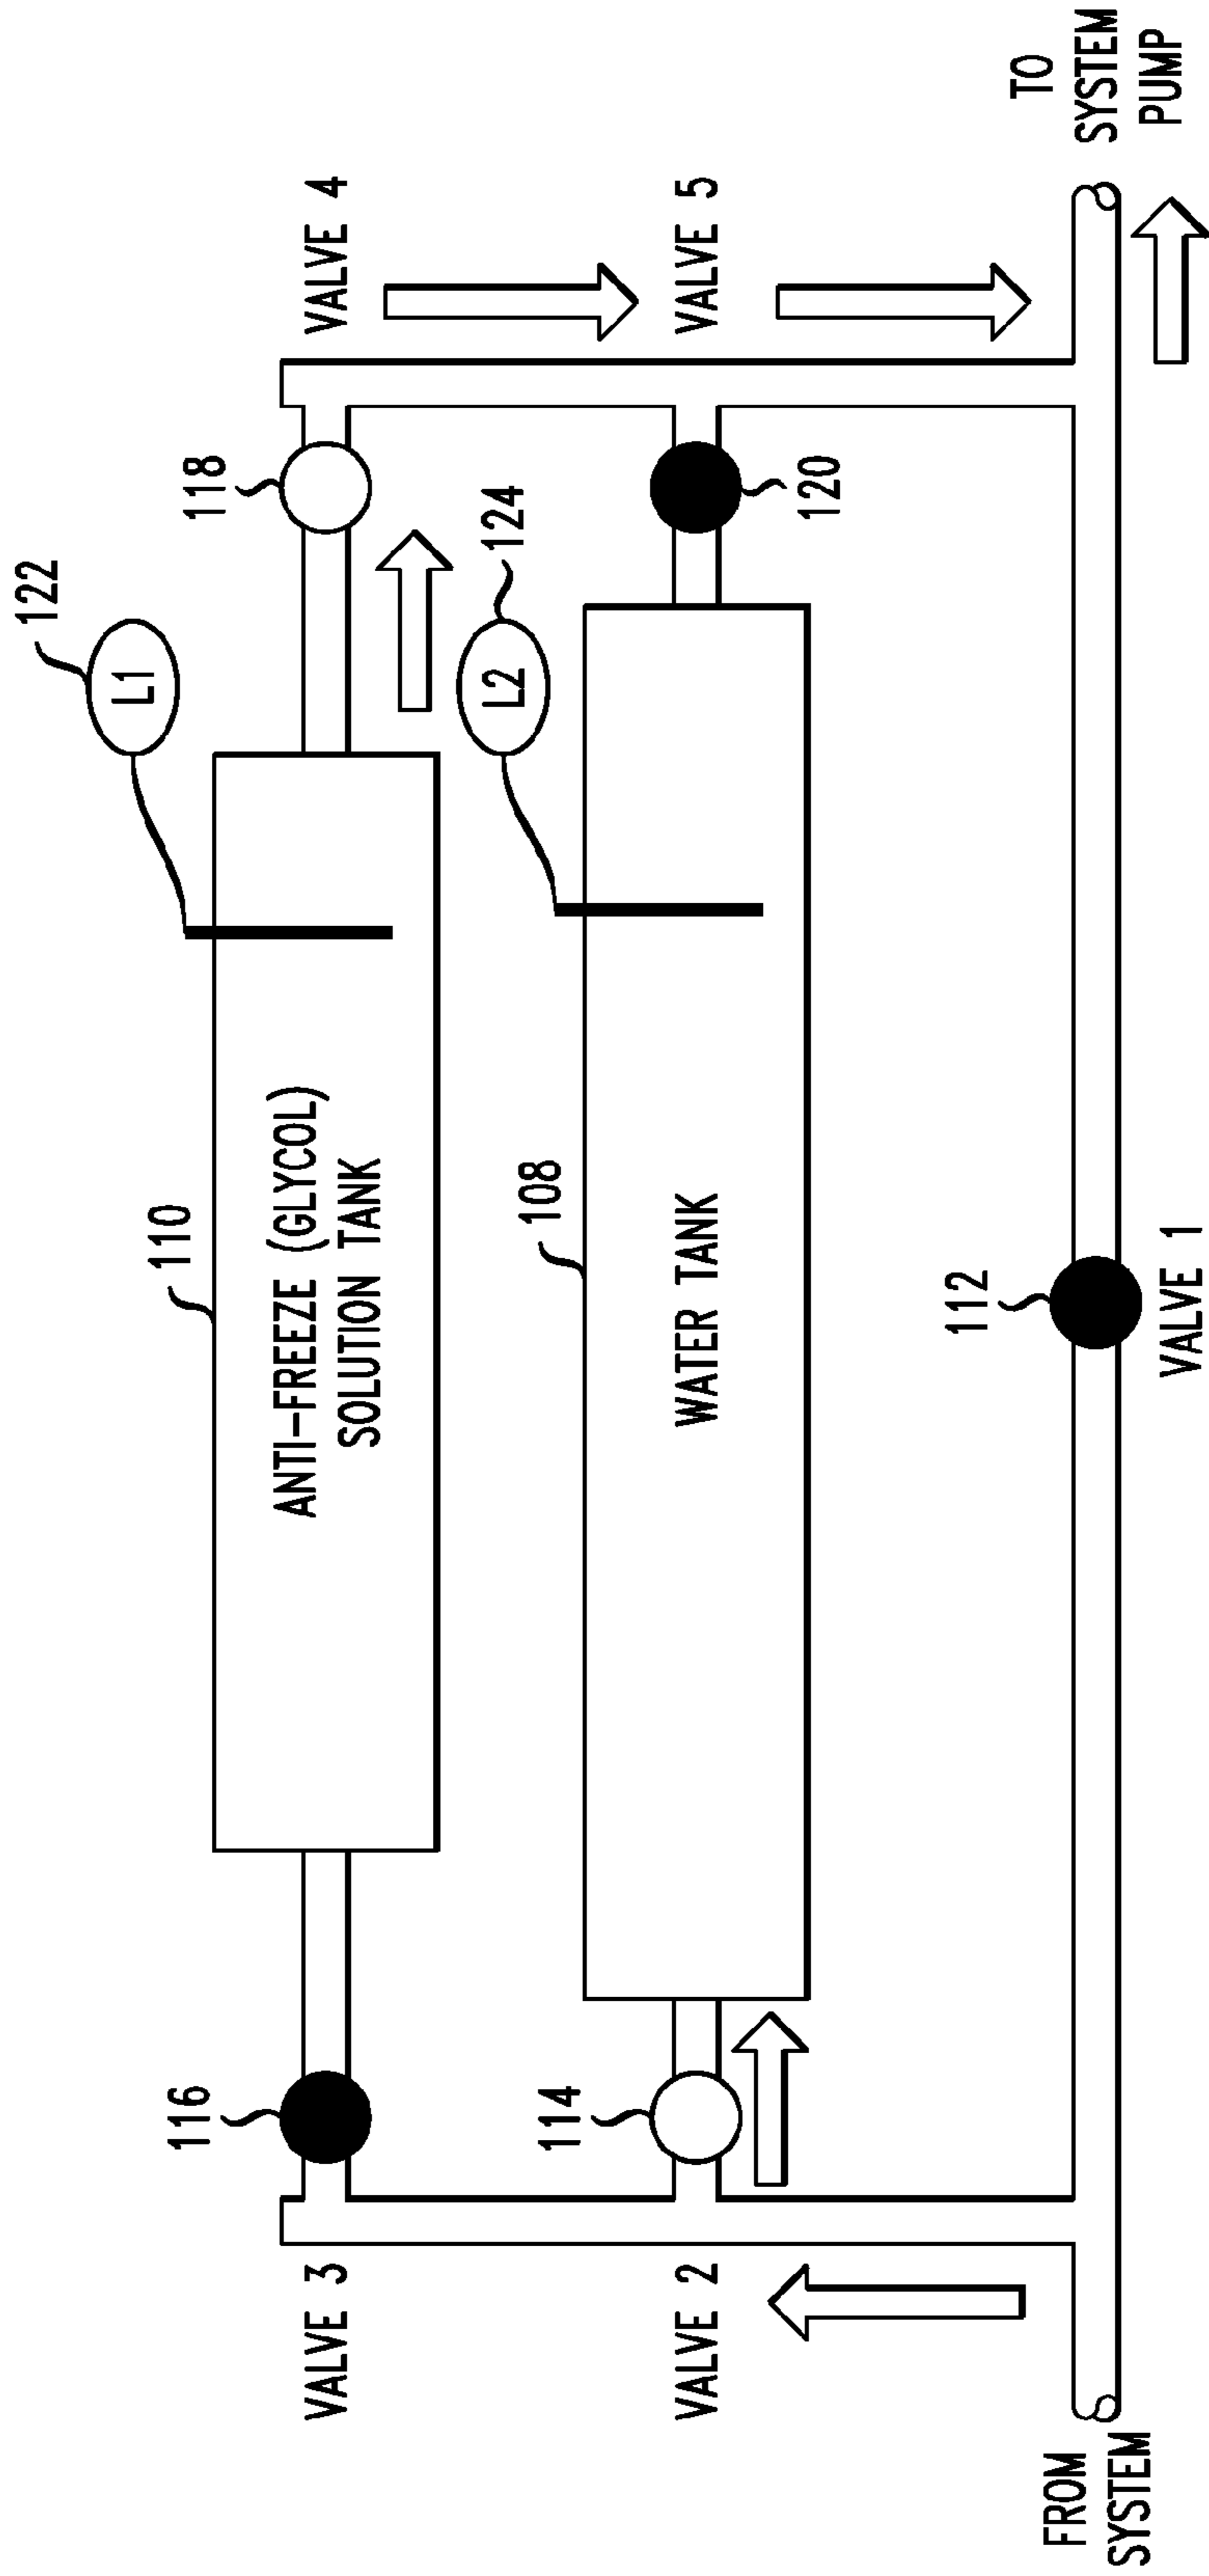 122
L1
110
ANTI-FREEZE (GLYCOL)
SOLUTION TANK
116
118
VALVE 3
VALVE 4
124
L2
108
WATER TANK
114
120
VALVE 2
VALVE 5
112
VALVE 1
FROM
SYSTEM
TO
SYSTEM
PUMP